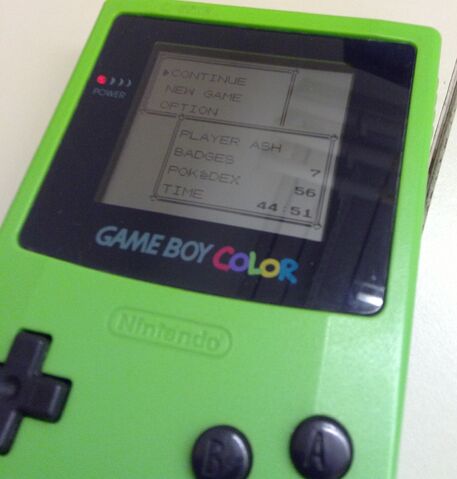 POWER
▶CONTINUE
NEW GAME
OPTION
PLAYER ASH
BADGES 7
POKéDEX 56
TIME 44:51
GAME BOY COLOR
Nintendo
B A